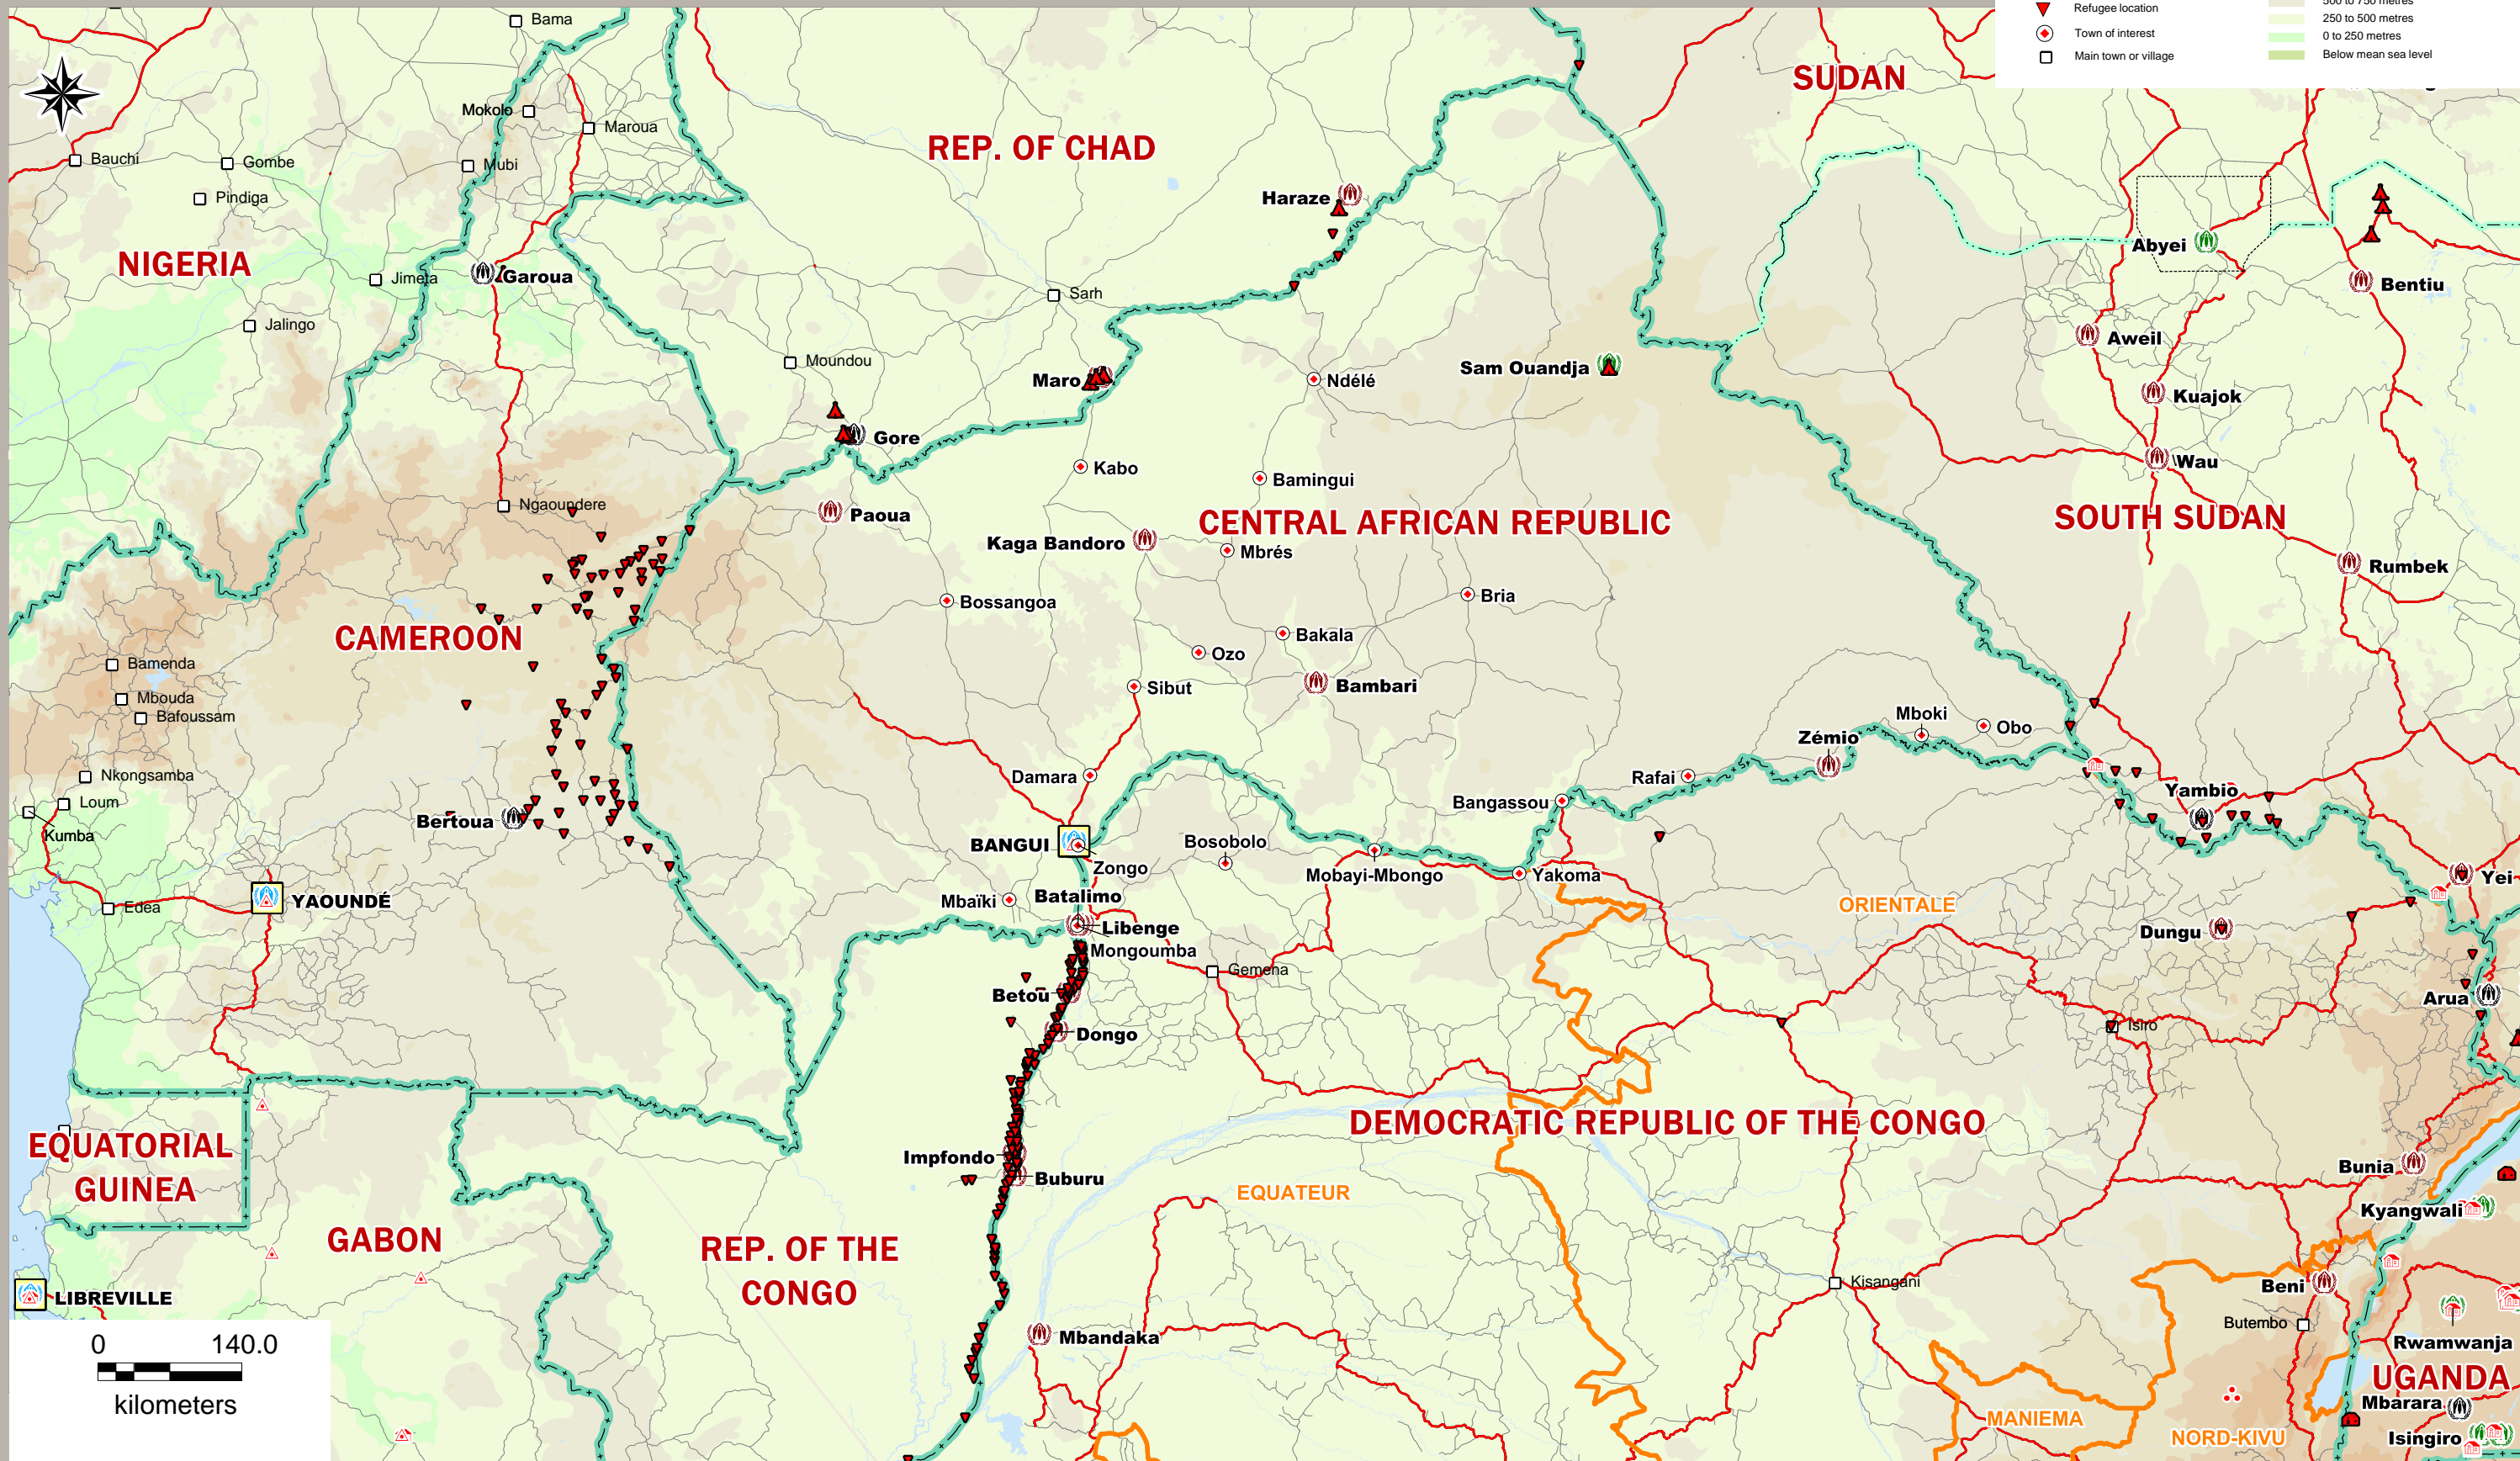 500 to 750 metres
Refugee location
250 to 500 metres
Town of interest
0 to 250 metres
Main town or village
Below mean sea level
Bama
SUDAN
Mokolo
Maroua
REP. OF CHAD
Bauchi
Gombe
Mubi
Pindiga
Haraze
NIGERIA
Abyei
Jimeta
Garoua
Bentiu
Sarh
Jalingo
Aweil
Moundou
Maro
Ndélé
Sam Ouandja
Kuajok
Gore
Kabo
Bamingui
Wau
Ngaoundere
Paoua
CENTRAL AFRICAN REPUBLIC
SOUTH SUDAN
Kaga Bandoro
Mbrés
Rumbek
Bossangoa
Bria
CAMEROON
Bakala
Bamenda
Ozo
Sibut
Bambari
Mbouda
Bafoussam
Mboki
Obo
Zémio
Nkongsamba
Damara
Rafai
Loum
Bangassou
Yambio
Kumba
Bertoua
BANGUI
Bosobolo
Zongo
Mobayi-Mbongo
Yakoma
Yei
YAOUNDÉ
Mbaïki
Batalimo
Edea
ORIENTALE
Libenge
Dungu
Mongoumba
Gemena
Betou
Arua
Isiro
Dongo
DEMOCRATIC REPUBLIC OF THE CONGO
EQUATORIAL
GUINEA
Impfondo
Buburu
Bunia
EQUATEUR
Kyangwali
GABON
REP. OF THE
CONGO
Kisangani
Beni
LIBREVILLE
Butembo
Mbandaka
Rwamwanja
0 140.0
kilometers
UGANDA
Mbarara
MANIEMA
NORD-KIVU
Isingiro